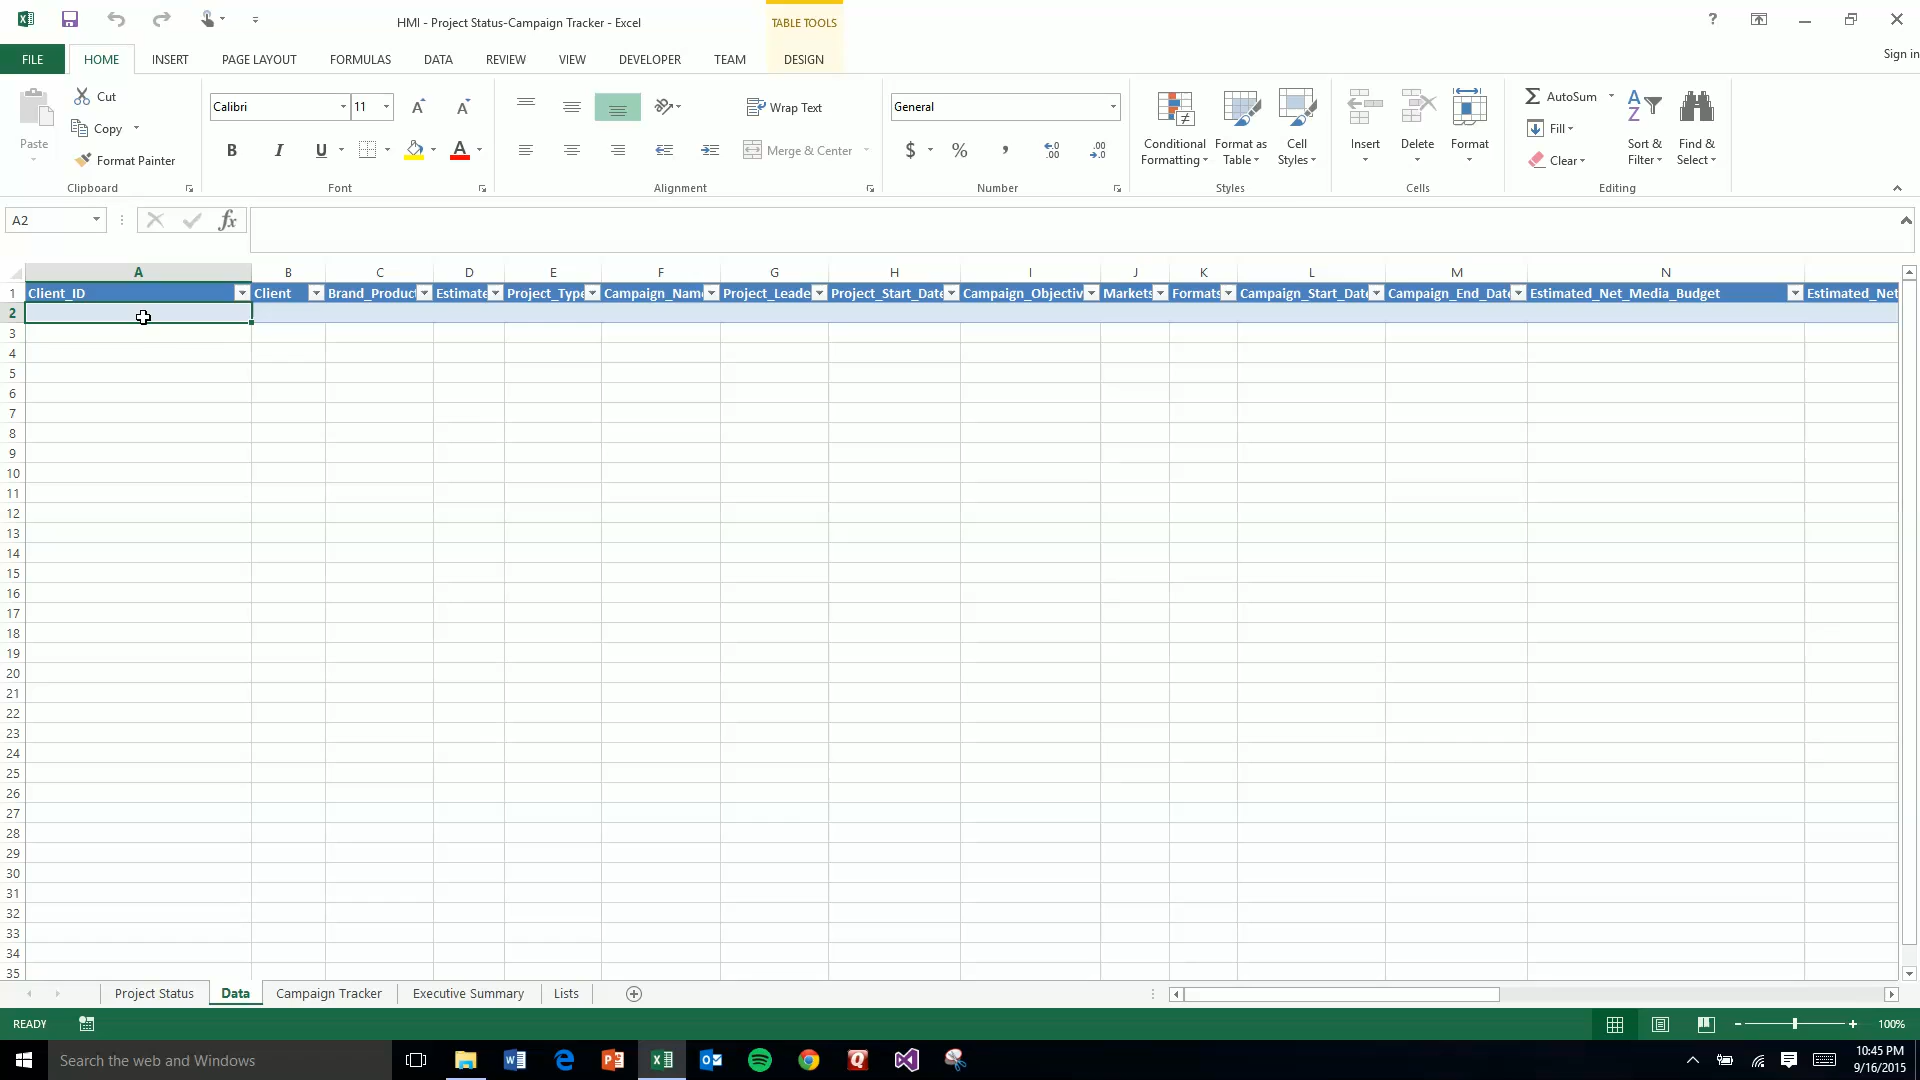 HMI - Project Status-Campaign Tracker - Excel
TABLE TOOLS
?
FILE HOME INSERT PAGE LAYOUT FORMULAS DATA REVIEW VIEW DEVELOPER TEAM DESIGN
Sign in
Paste
Cut
Copy
Format Painter
Clipboard
Calibri 11
B I U A
Font
Wrap Text
Merge & Center
Alignment
General
$ % ,
Number
Conditional Formatting
Format as Table
Cell Styles
Styles
Insert Delete Format
Cells
AutoSum
Fill
Clear
Sort & Filter
Find & Select
Editing
A2
fx
A B C D E F G H I J K L M N
1 Client_ID Client Brand_Produc Estimate Project_Type Campaign_Nam Project_Leade Project_Start_Date Campaign_Objectiv Markets Formats Campaign_Start_Date Campaign_End_Date Estimated_Net_Media_Budget Estimated_Net
2
3
4
5
6
7
8
9
10
11
12
13
14
15
16
17
18
19
20
21
22
23
24
25
26
27
28
29
30
31
32
33
34
35
Project Status Data Campaign Tracker Executive Summary Lists
READY
100%
Search the web and Windows
10:45 PM
9/16/2015